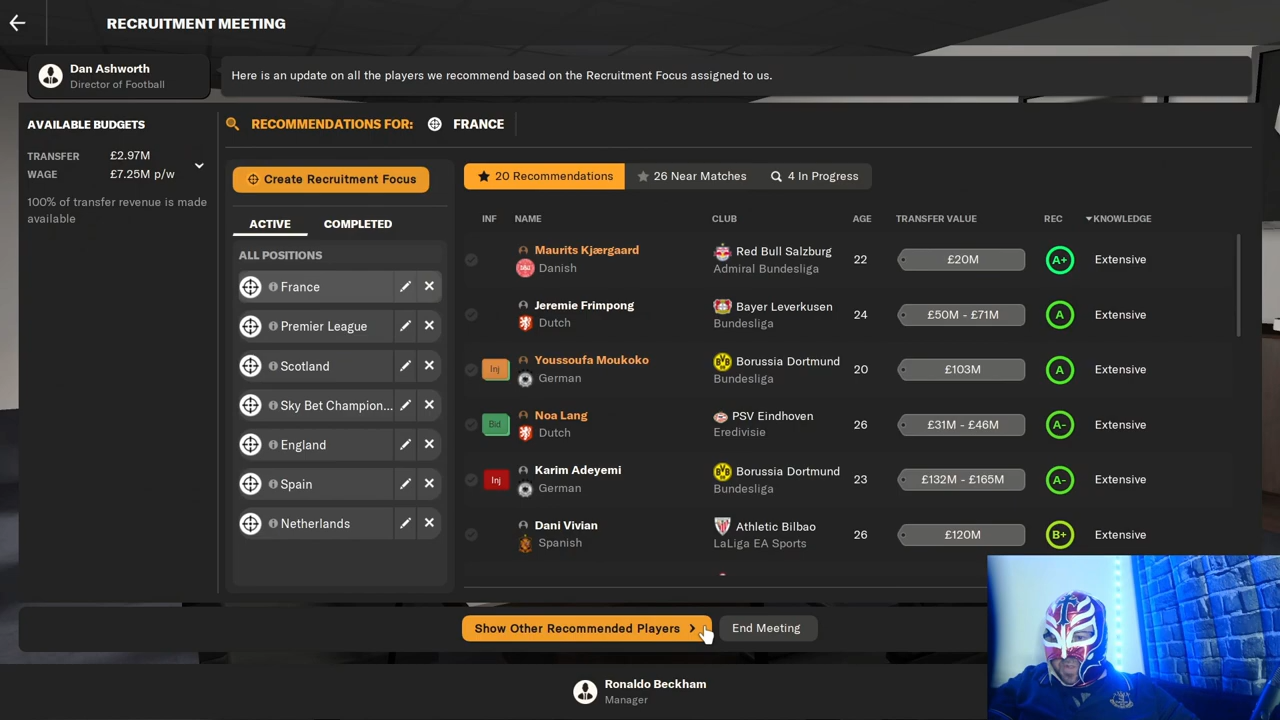 RECRUITMENT MEETING
Dan Ashworth
Director of Football
Here is an update on all the players we recommend based on the Recruitment Focus assigned to us.
AVAILABLE BUDGETS
TRANSFER £2.97M
WAGE £7.25M p/w
100% of transfer revenue is made
available
RECOMMENDATIONS FOR: FRANCE
Create Recruitment Focus
ACTIVE COMPLETED
ALL POSITIONS
France
Premier League
Scotland
Sky Bet Champion...
England
Spain
Netherlands
20 Recommendations 26 Near Matches 4 In Progress
INF NAME CLUB AGE TRANSFER VALUE REC KNOWLEDGE
Maurits Kjærgaard Red Bull Salzburg 22 £20M A+ Extensive
Danish Admiral Bundesliga
Jeremie Frimpong Bayer Leverkusen 24 £50M - £71M A Extensive
Dutch Bundesliga
Inj Youssoufa Moukoko Borussia Dortmund 20 £103M A Extensive
German Bundesliga
Bid Noa Lang PSV Eindhoven 26 £31M - £46M A- Extensive
Dutch Eredivisie
Inj Karim Adeyemi Borussia Dortmund 23 £132M - £165M A- Extensive
German Bundesliga
Dani Vivian Athletic Bilbao 26 £120M B+ Extensive
Spanish LaLiga EA Sports
Show Other Recommended Players End Meeting
Ronaldo Beckham
Manager